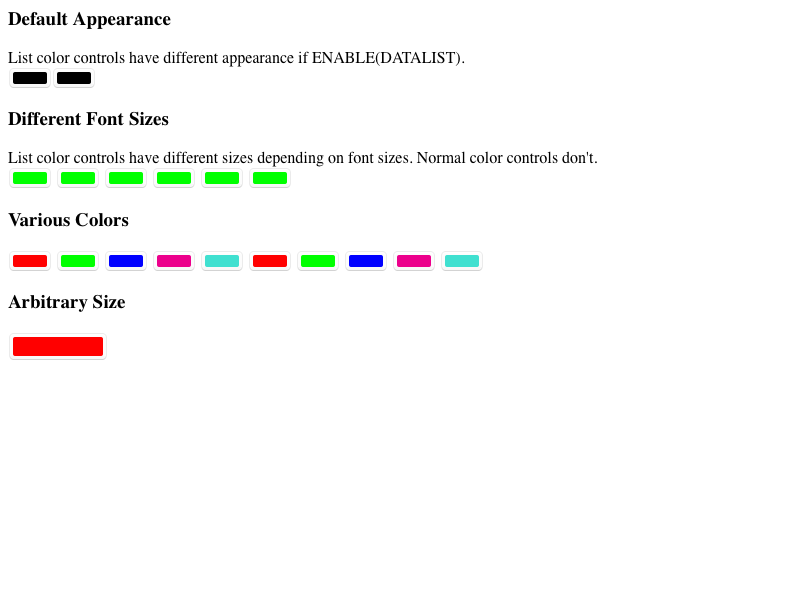 Default Appearance
List color controls have different appearance if ENABLE(DATALIST).
Different Font Sizes
List color controls have different sizes depending on font sizes. Normal color controls don't.
Various Colors
Arbitrary Size